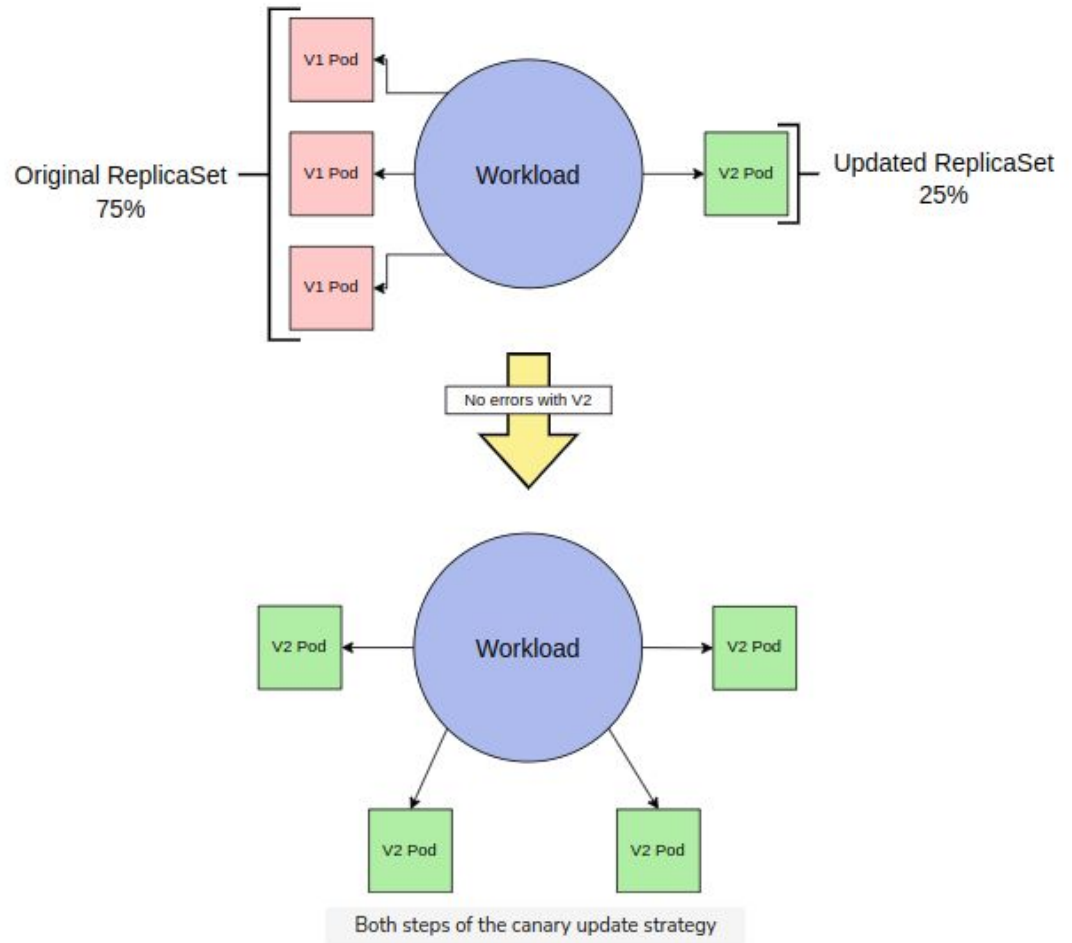 V1 Pod
Original ReplicaSet
75%
V1 Pod
V1 Pod
Workload
V2 Pod
Updated ReplicaSet
25%
No errors with V2
Workload
V2 Pod
V2 Pod
V2 Pod
V2 Pod
Both steps of the canary update strategy